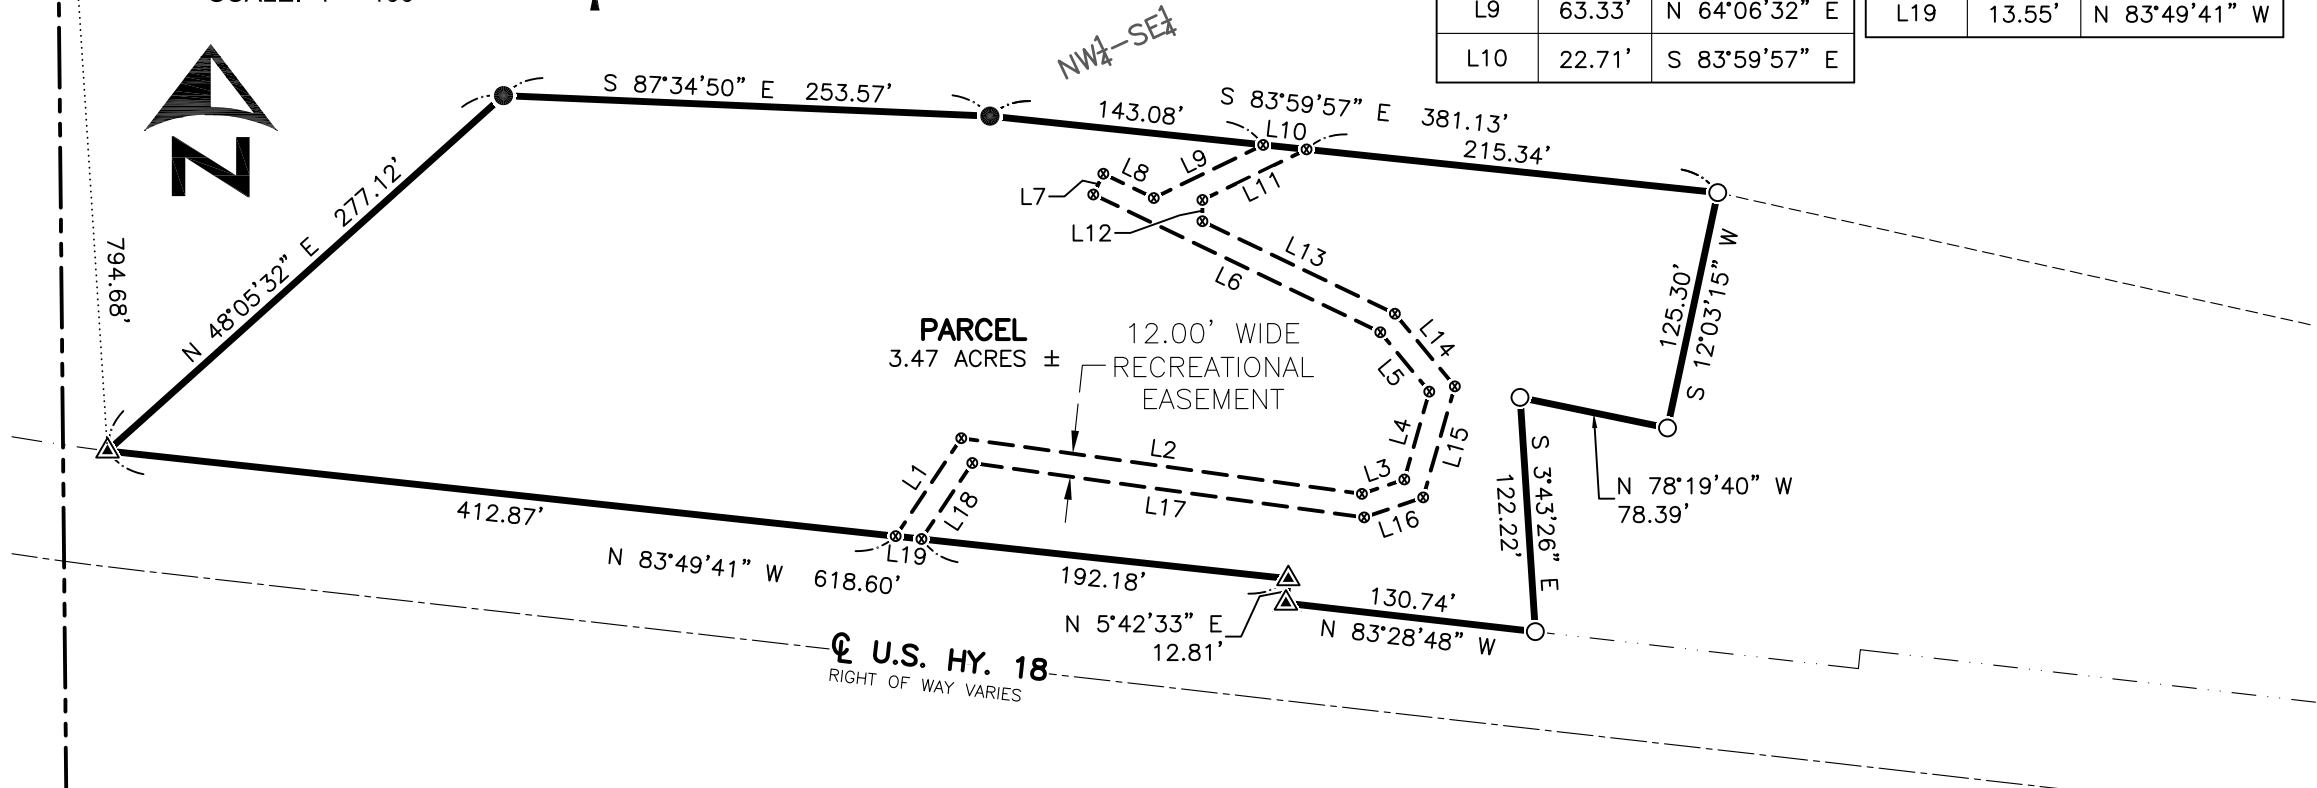 L9 63.33' N 64°06'32" E
L19 13.55' N 83°49'41" W
L10 22.71' S 83°59'57" E
NW¼-SE¼
N
794.68'
N 48°05'32" E 277.12'
S 87°34'50" E 253.57'
143.08'
S 83°59'57" E 381.13'
L10
215.34'
L7
L8
L9
L11
L12
L13
L6
S 12°03'15" W
125.30'
PARCEL
3.47 ACRES ±
12.00' WIDE
RECREATIONAL
EASEMENT
L14
L5
L4
L15
L3
L2
L1
L18
L17
L16
N 78°19'40" W
78.39'
S 3°43'26" E
122.22'
412.87'
L19
192.18'
N 83°49'41" W 618.60'
N 5°42'33" E
12.81'
130.74'
N 83°28'48" W
℄ U.S. HY. 18
RIGHT OF WAY VARIES